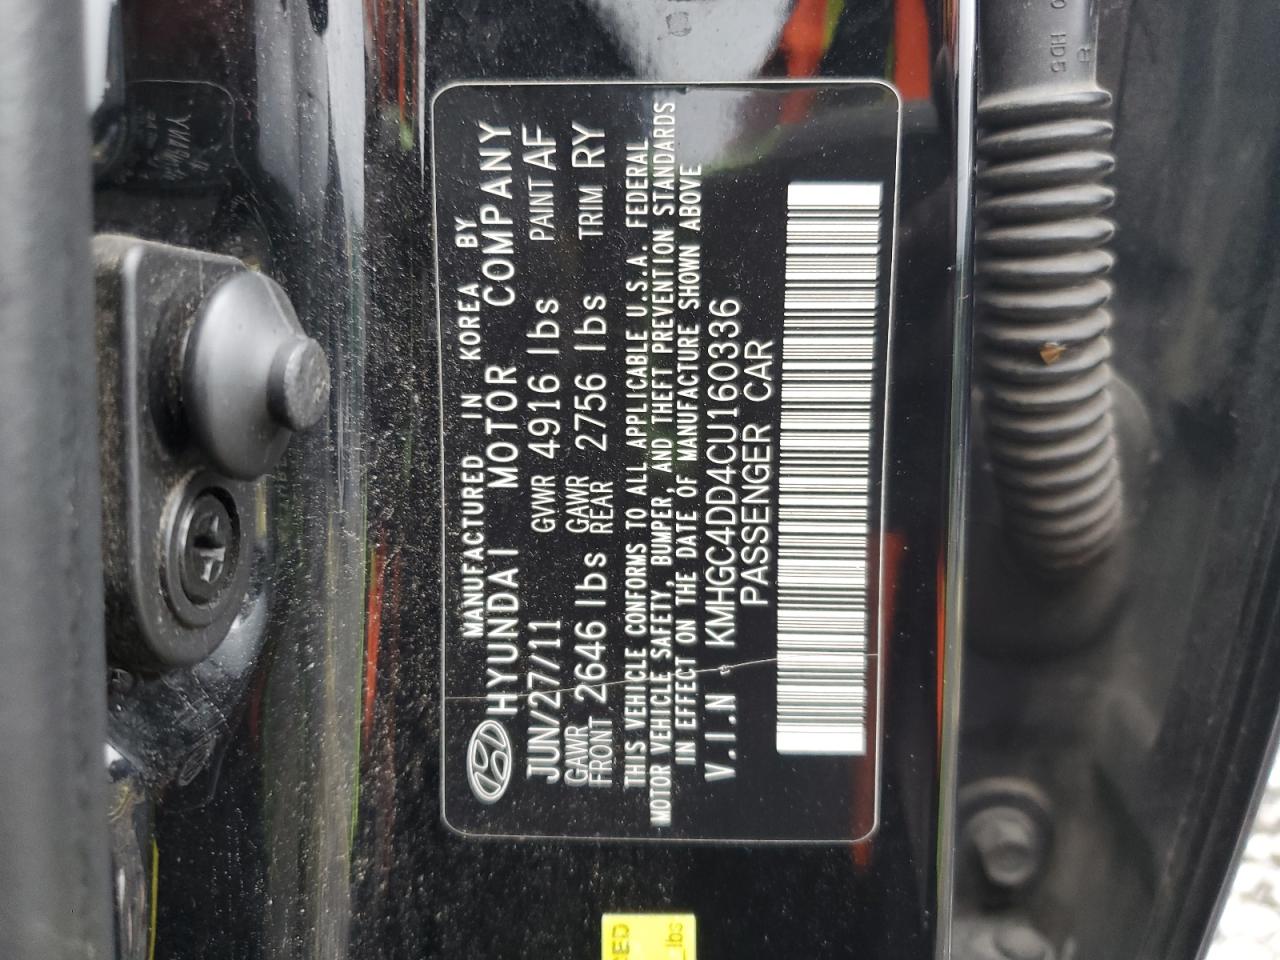 MANUFACTURED IN KOREA BY
HYUNDAI MOTOR COMPANY
JUN/27/11 GVWR 4916 lbs PAINT AF
GAWR FRONT 2646 lbs GAWR REAR 2756 lbs TRIM RY
THIS VEHICLE CONFORMS TO ALL APPLICABLE U.S.A. FEDERAL
MOTOR VEHICLE SAFETY, BUMPER, AND THEFT PREVENTION STANDARDS
IN EFFECT ON THE DATE OF MANUFACTURE SHOWN ABOVE
V.I.N : KMHGC4DD4CU160336
PASSENGER CAR
HD5
lbs